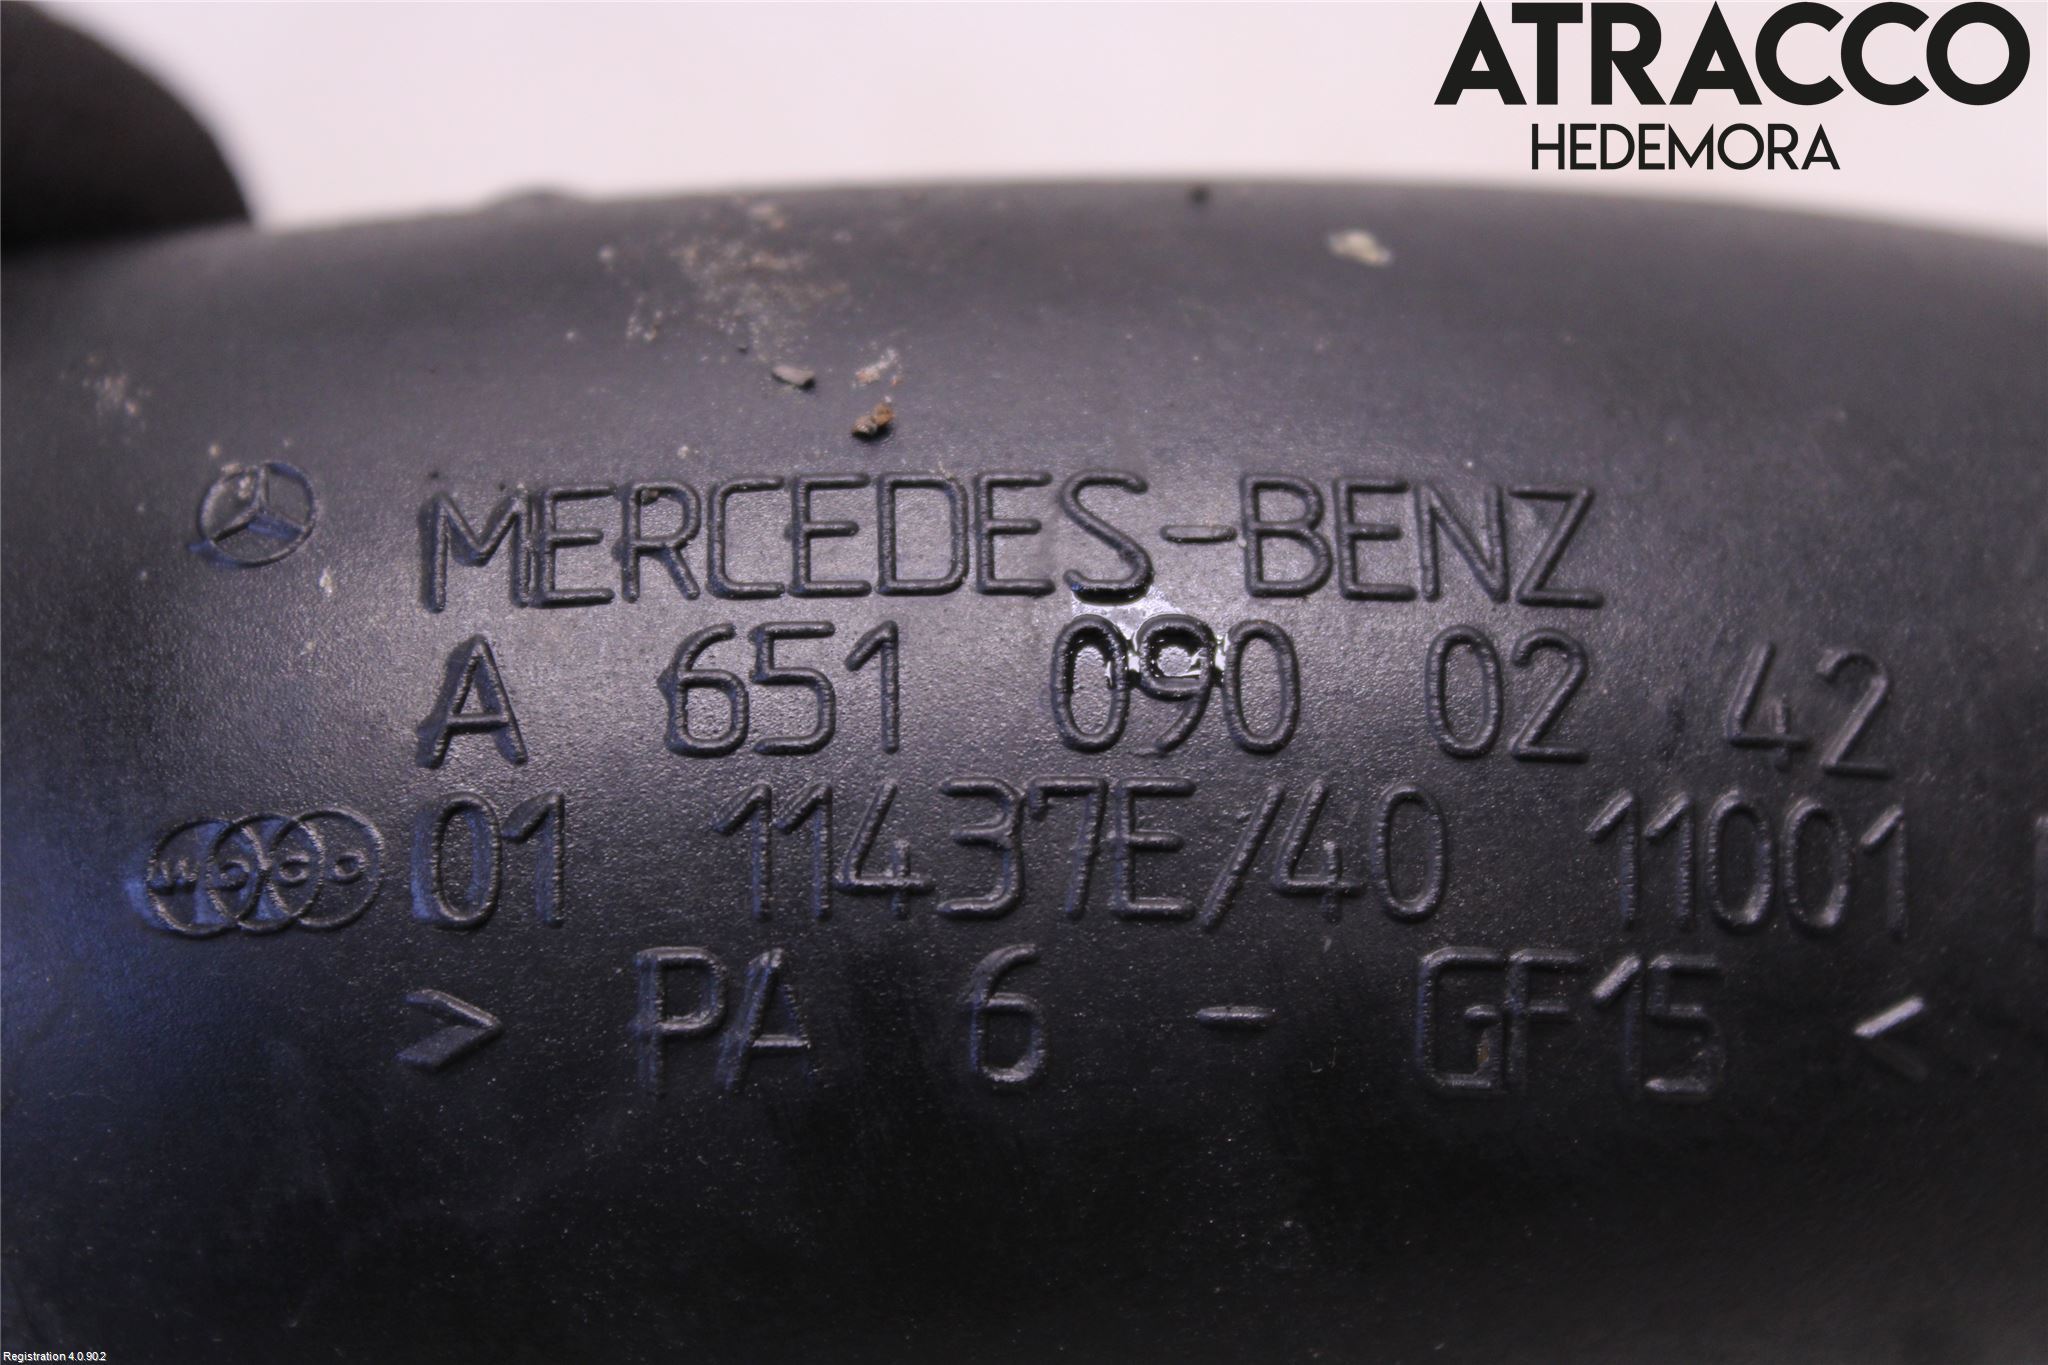 ATRACCO
HEDEMORA
MERCEDES-BENZ
A 651 090 02 42
WOCO 01 11437E/40 11001
> PA 6 - GF15 <
Registration 4.0.90.2